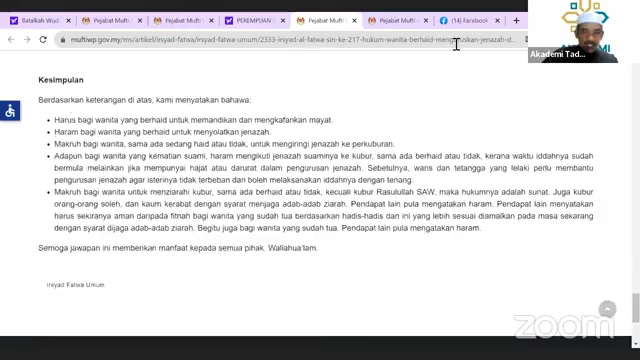 Batalkah Wudu
Pejabat Mufti W
Pejabat Mufti
PEREMPUAN
Pejabat Mufti
Pejabat Mufti
(14) Facebook
muftiwp.gov.my/ms/artikel/irsyad-fatwa/irsyad-fatwa-umum/2333-irsyad-al-fatwa-siri-ke-217-hukum-wanita-berhaid-menguruskan-jenazah-d...
Akademi Tad...
Kesimpulan
Berdasarkan keterangan di atas, kami menyatakan bahawa:
• Harus bagi wanita yang berhaid untuk memandikan dan mengkafankan mayat.
• Haram bagi wanita yang berhaid untuk menyolatkan jenazah.
• Makruh bagi wanita, sama ada sedang haid atau tidak, untuk mengiringi jenazah ke perkuburan.
• Adapun bagi wanita yang kematian suami, haram mengikuti jenazah suaminya ke kubur, sama ada berhaid atau tidak, kerana waktu iddahnya sudah
bermula melainkan jika mempunyai hajat atau darurat dalam pengurusan jenazah. Sebetulnya, waris dan tetangga yang lelaki perlu membantu
pengurusan jenazah agar isterinya tidak terbeban dan boleh melaksanakan iddahnya dengan tenang.
• Makruh bagi wanita untuk menziarahi kubur, sama ada berhaid atau tidak, kecuali kubur Rasulullah SAW, maka hukumnya adalah sunat. Juga kubur
orang-orang soleh, dan kaum kerabat dengan syarat menjaga adab-adab ziarah. Pendapat lain pula mengatakan haram. Pendapat lain menyatakan
harus sekiranya aman daripada fitnah bagi wanita yang sudah tua berdasarkan hadis-hadis dan ini yang lebih sesuai diamalkan pada masa sekarang
dengan syarat dijaga adab-adab ziarah. Begitu juga bagi wanita yang sudah tua. Pendapat lain pula mengatakan haram.
Semoga jawapan ini memberikan manfaat kepada semua pihak. Wallahua'lam.
Irsyad Fatwa Umum
zoom